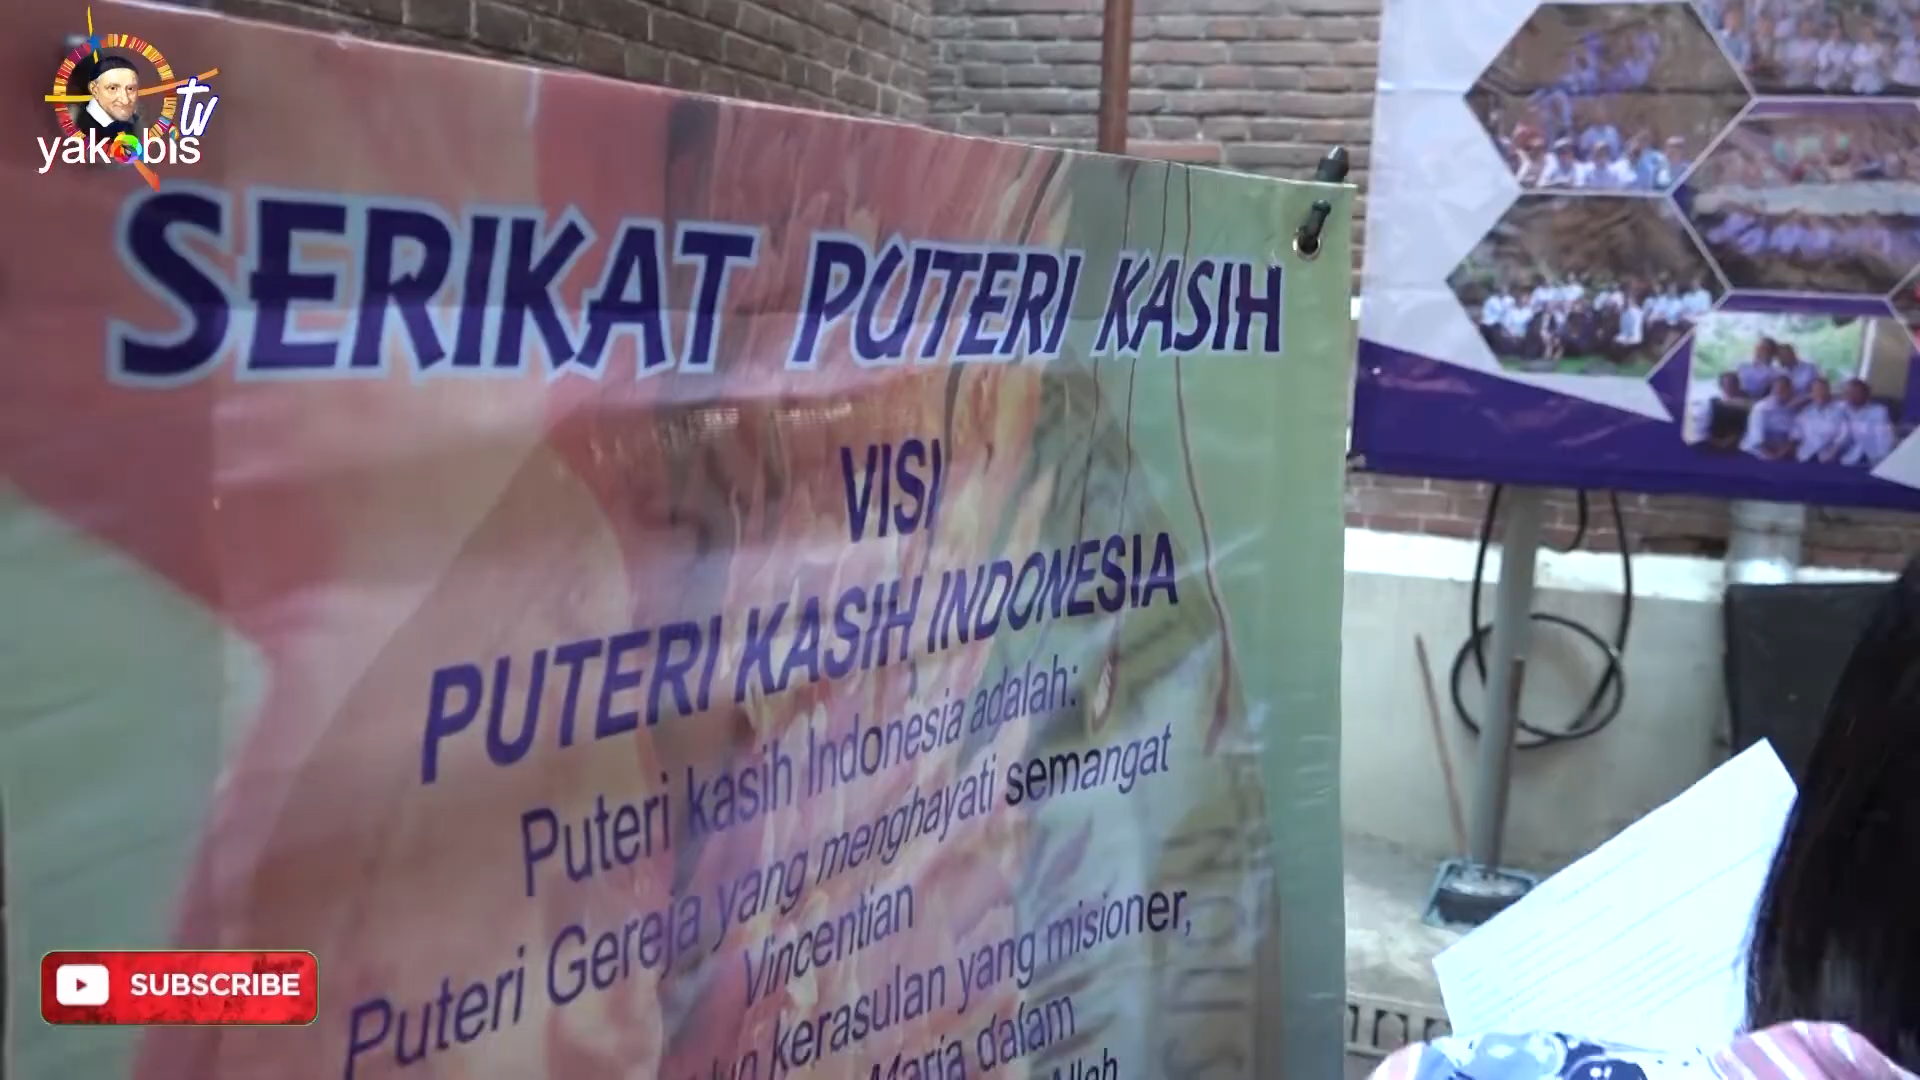 tv
yakobis
SERIKAT PUTERI KASIH
VISI
PUTERI KASIH INDONESIA
Puteri kasih Indonesia adalah:
Puteri Gereja yang menghayati semangat
Vincentian
kerasulan yang misioner,
Maria dalam
SUBSCRIBE